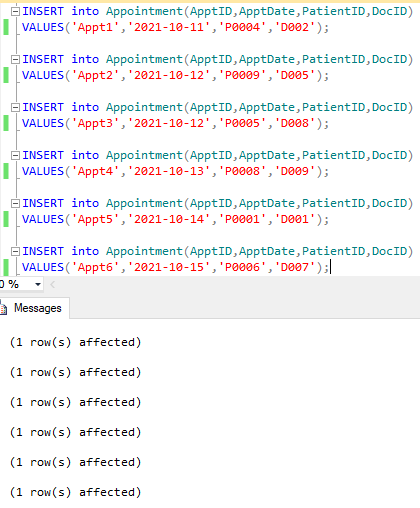 INSERT into Appointment(ApptID,ApptDate,PatientID,DocID)
VALUES('Appt1','2021-10-11','P0004','D002');
INSERT into Appointment(ApptID,ApptDate,PatientID,DocID)
VALUES('Appt2','2021-10-12','P0009','D005');
INSERT into Appointment(ApptID,ApptDate,PatientID,DocID)
VALUES('Appt3','2021-10-12','P0005','D008');
INSERT into Appointment(ApptID,ApptDate,PatientID,DocID)
VALUES('Appt4','2021-10-13','P0008','D009');
INSERT into Appointment(ApptID,ApptDate,PatientID,DocID)
VALUES('Appt5','2021-10-14','P0001','D001');
INSERT into Appointment(ApptID,ApptDate,PatientID,DocID)
VALUES('Appt6','2021-10-15','P0006','D007');
0 %
Messages
(1 row(s) affected)
(1 row(s) affected)
(1 row(s) affected)
(1 row(s) affected)
(1 row(s) affected)
(1 row(s) affected)